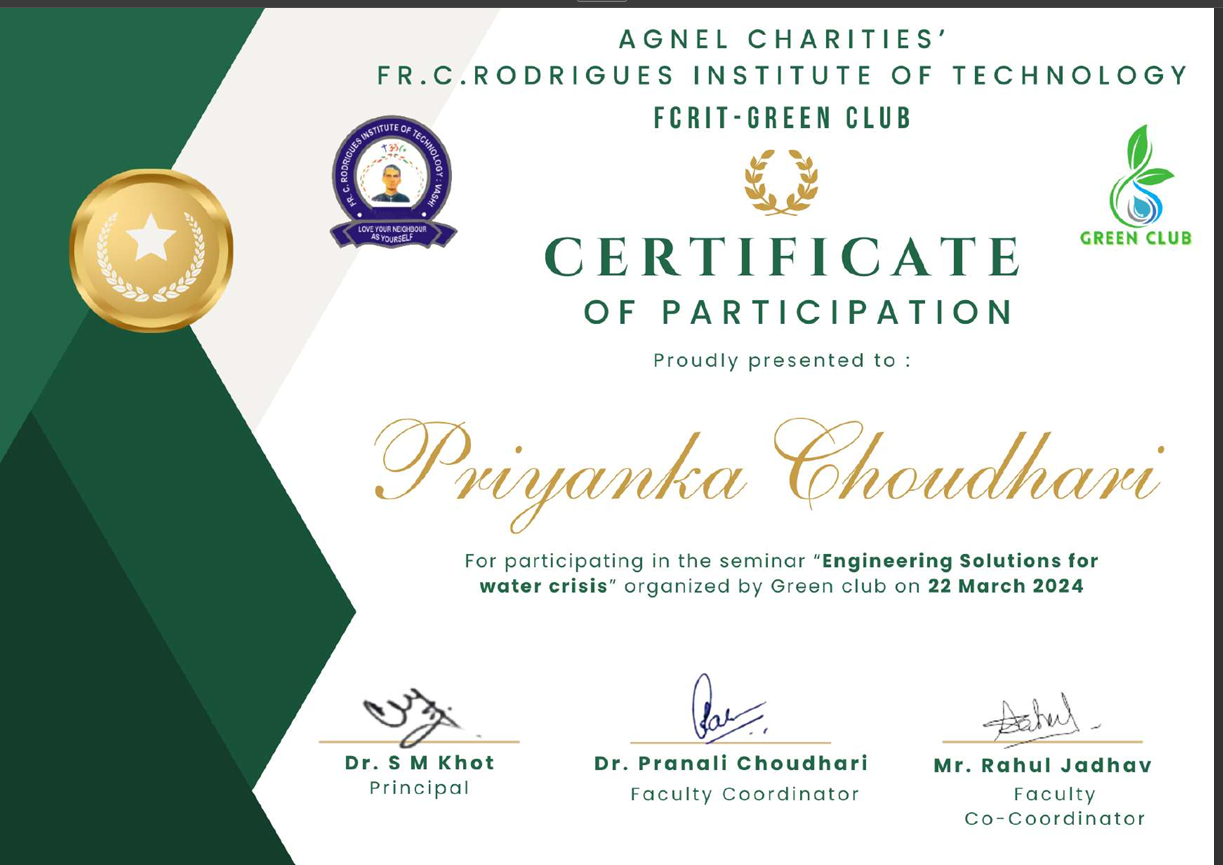 AGNEL CHARITIES’
FR.C.RODRIGUES INSTITUTE OF TECHNOLOGY
FCRIT-GREEN CLUB
FR. C. RODRIGUES INSTITUTE OF TECHNOLOGY : VASHI
LOVE YOUR NEIGHBOUR
AS YOURSELF
GREEN CLUB
CERTIFICATE
OF PARTICIPATION
Proudly presented to :
Priyanka Choudhari
For participating in the seminar “Engineering Solutions for
water crisis” organized by Green club on 22 March 2024
Dr. S M Khot
Principal
Dr. Pranali Choudhari
Faculty Coordinator
Mr. Rahul Jadhav
Faculty
Co-Coordinator